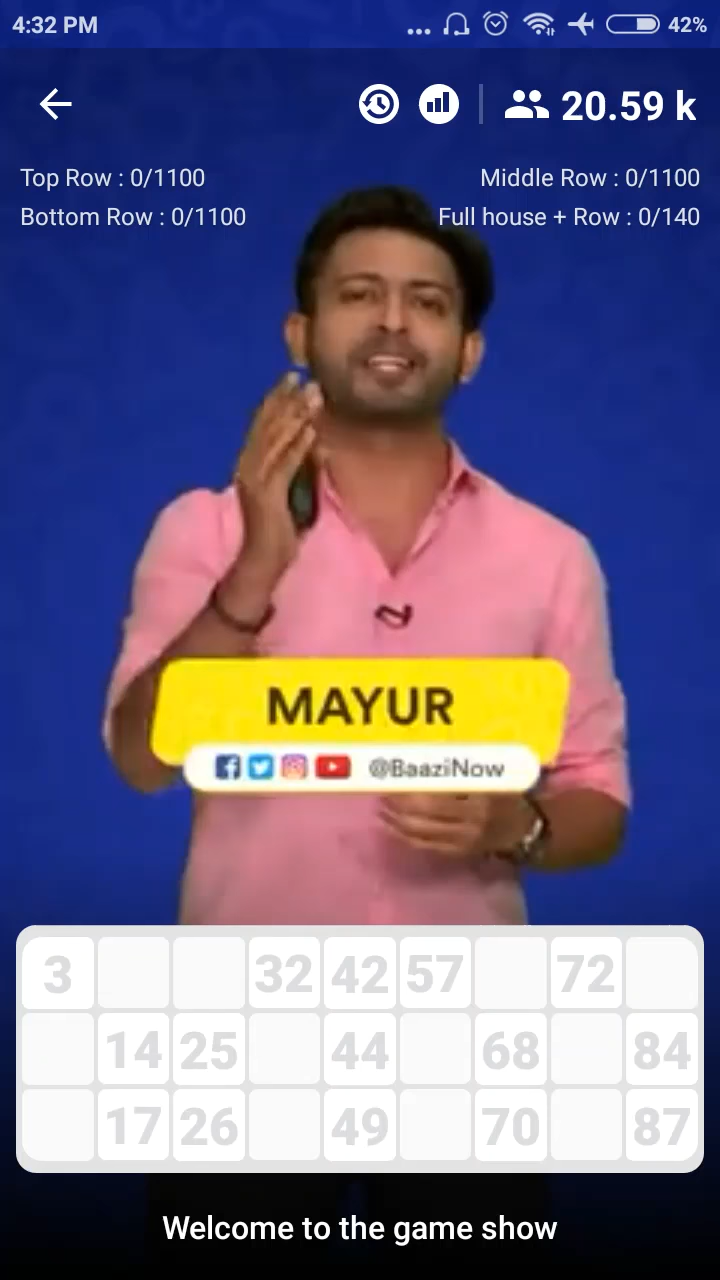 4:32 PM ... 42%
20.59 k
Top Row : 0/1100 Middle Row : 0/1100
Bottom Row : 0/1100 Full house + Row : 0/140
MAYUR
@BaaziNow
3 32 42 57 72
14 25 44 68 84
17 26 49 70 87
Welcome to the game show